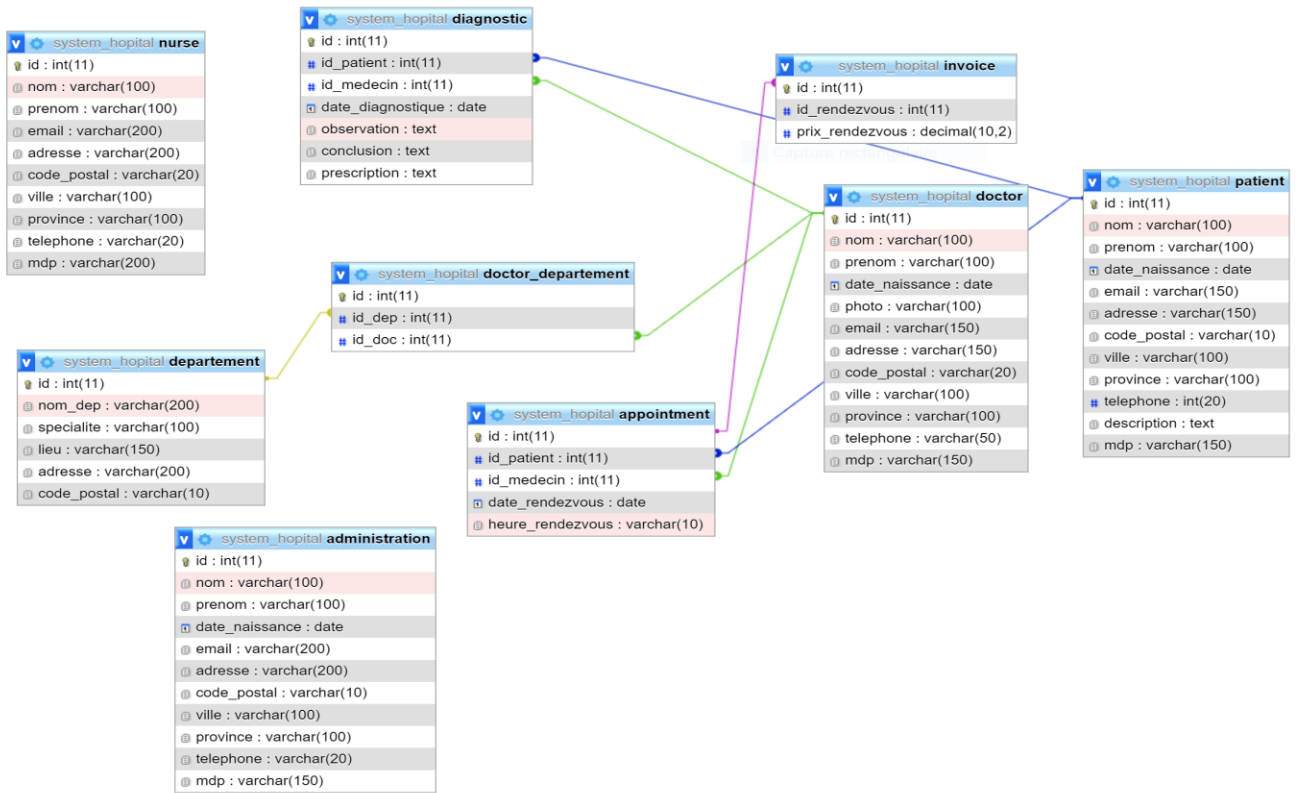 system_hopital nurse
id : int(11)
nom : varchar(100)
prenom : varchar(100)
email : varchar(200)
adresse : varchar(200)
code_postal : varchar(20)
ville : varchar(100)
province : varchar(100)
telephone : varchar(20)
mdp : varchar(200)
system_hopital diagnostic
id : int(11)
id_patient : int(11)
id_medecin : int(11)
date_diagnostique : date
observation : text
conclusion : text
prescription : text
system_hopital invoice
id : int(11)
id_rendezvous : int(11)
prix_rendezvous : decimal(10,2)
Capture rectangulaire
system_hopital doctor
id : int(11)
nom : varchar(100)
prenom : varchar(100)
date_naissance : date
photo : varchar(100)
email : varchar(150)
adresse : varchar(150)
code_postal : varchar(20)
ville : varchar(100)
province : varchar(100)
telephone : varchar(50)
mdp : varchar(150)
system_hopital patient
id : int(11)
nom : varchar(100)
prenom : varchar(100)
date_naissance : date
email : varchar(150)
adresse : varchar(150)
code_postal : varchar(10)
ville : varchar(100)
province : varchar(100)
telephone : int(20)
description : text
mdp : varchar(150)
system_hopital doctor_departement
id : int(11)
id_dep : int(11)
id_doc : int(11)
system_hopital departement
id : int(11)
nom_dep : varchar(200)
specialite : varchar(100)
lieu : varchar(150)
adresse : varchar(200)
code_postal : varchar(10)
system_hopital appointment
id : int(11)
id_patient : int(11)
id_medecin : int(11)
date_rendezvous : date
heure_rendezvous : varchar(10)
system_hopital administration
id : int(11)
nom : varchar(100)
prenom : varchar(100)
date_naissance : date
email : varchar(200)
adresse : varchar(200)
code_postal : varchar(10)
ville : varchar(100)
province : varchar(100)
telephone : varchar(20)
mdp : varchar(150)